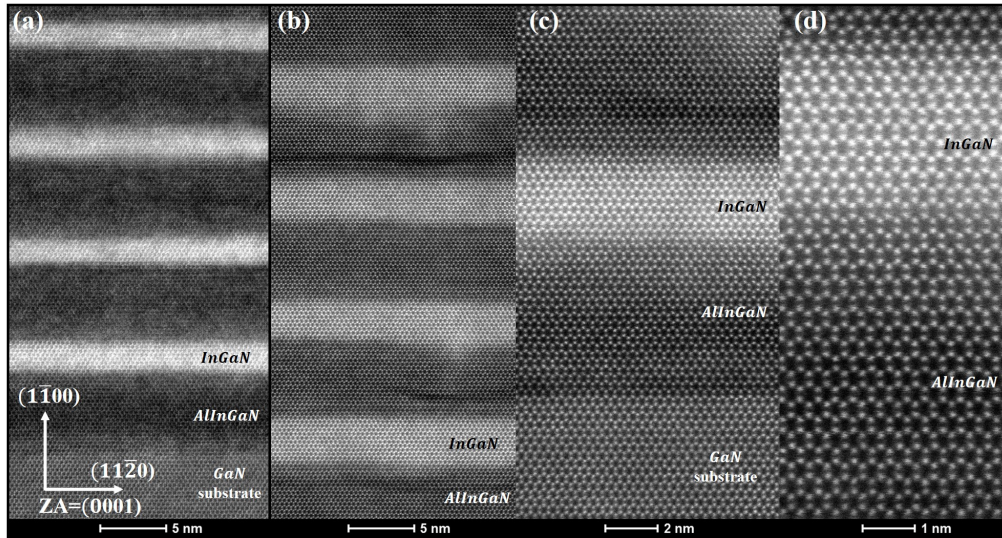 (a)
InGaN
(11̅00)
AlInGaN
(112̅0)
GaN
substrate
ZA=(0001)
5 nm
(b)
InGaN
AlInGaN
5 nm
(c)
InGaN
AlInGaN
GaN
substrate
2 nm
(d)
InGaN
AlInGaN
1 nm